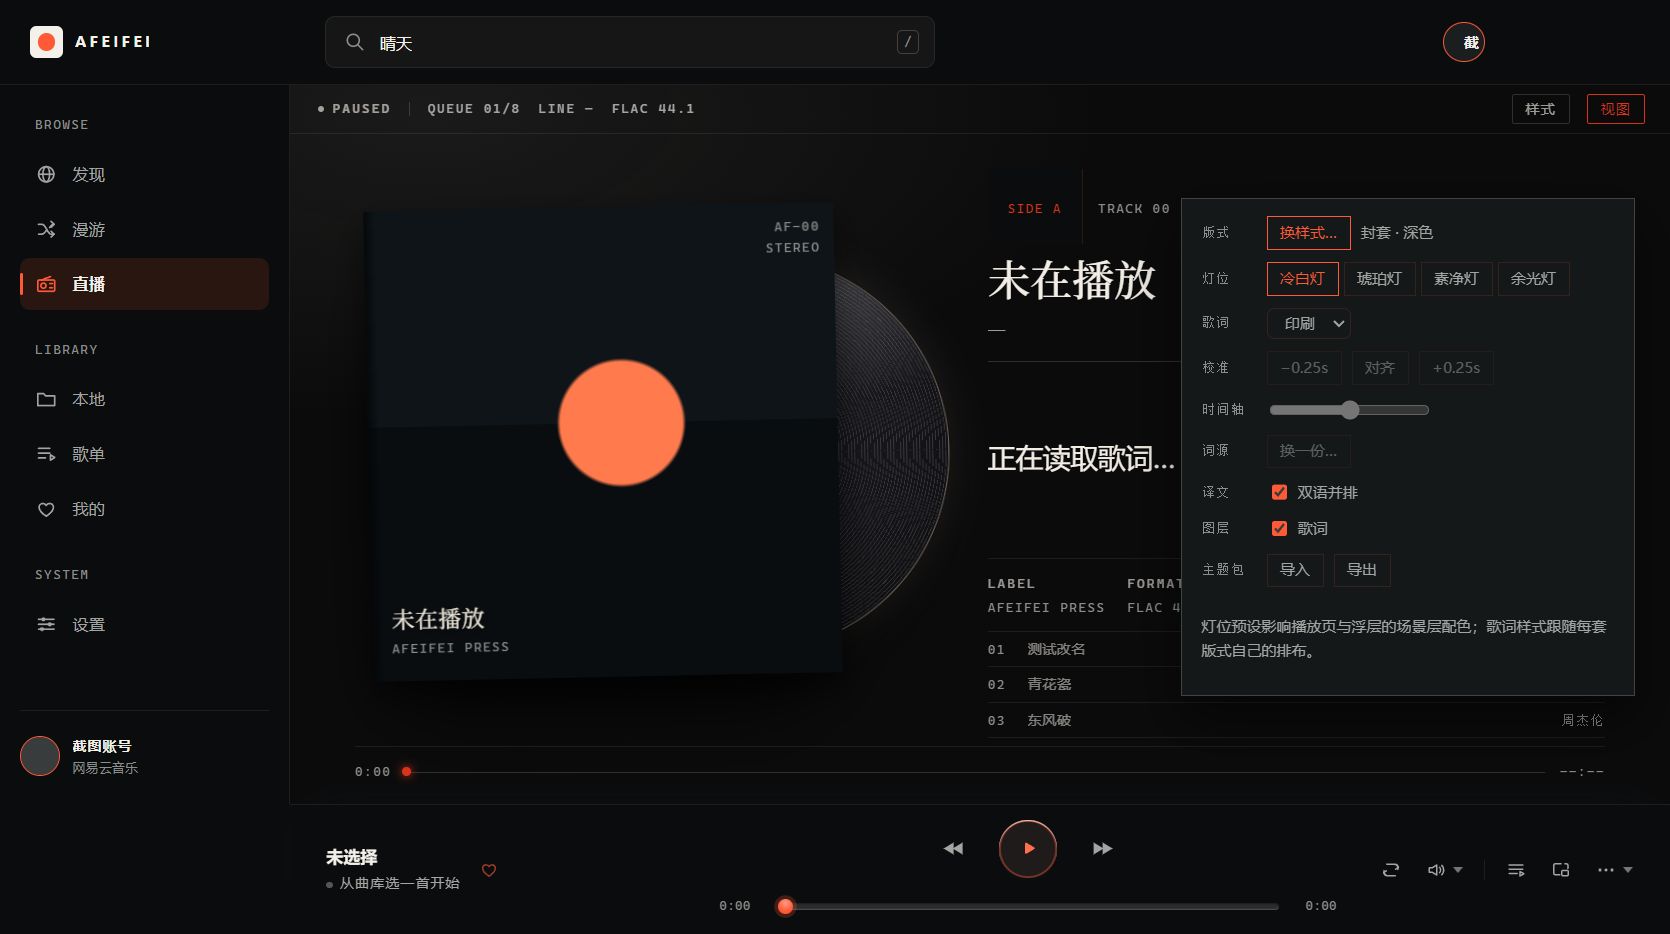 AFEIFEI
晴天
/
截
BROWSE
发现
漫游
直播
LIBRARY
本地
歌单
我的
SYSTEM
设置
截图账号
网易云音乐
PAUSED
QUEUE 01/8 LINE — FLAC 44.1
样式
视图
AF-00
STEREO
未在播放
AFEIFEI PRESS
SIDE A
TRACK 00
未在播放
—
正在读取歌词...
LABEL
FORMAT
AFEIFEI PRESS
FLAC 4
01 测试改名
02 青花瓷
03 东风破
周杰伦
版式 换样式... 封套 · 深色
灯位 冷白灯 琥珀灯 素净灯 余光灯
歌词 印刷
校准 −0.25s 对齐 +0.25s
时间轴
词源 换一份...
译文 双语并排
图层 歌词
主题包 导入 导出
灯位预设影响播放页与浮层的场景层配色；歌词样式跟随每套
版式自己的排布。
0:00
--:--
未选择
从曲库选一首开始
0:00
0:00